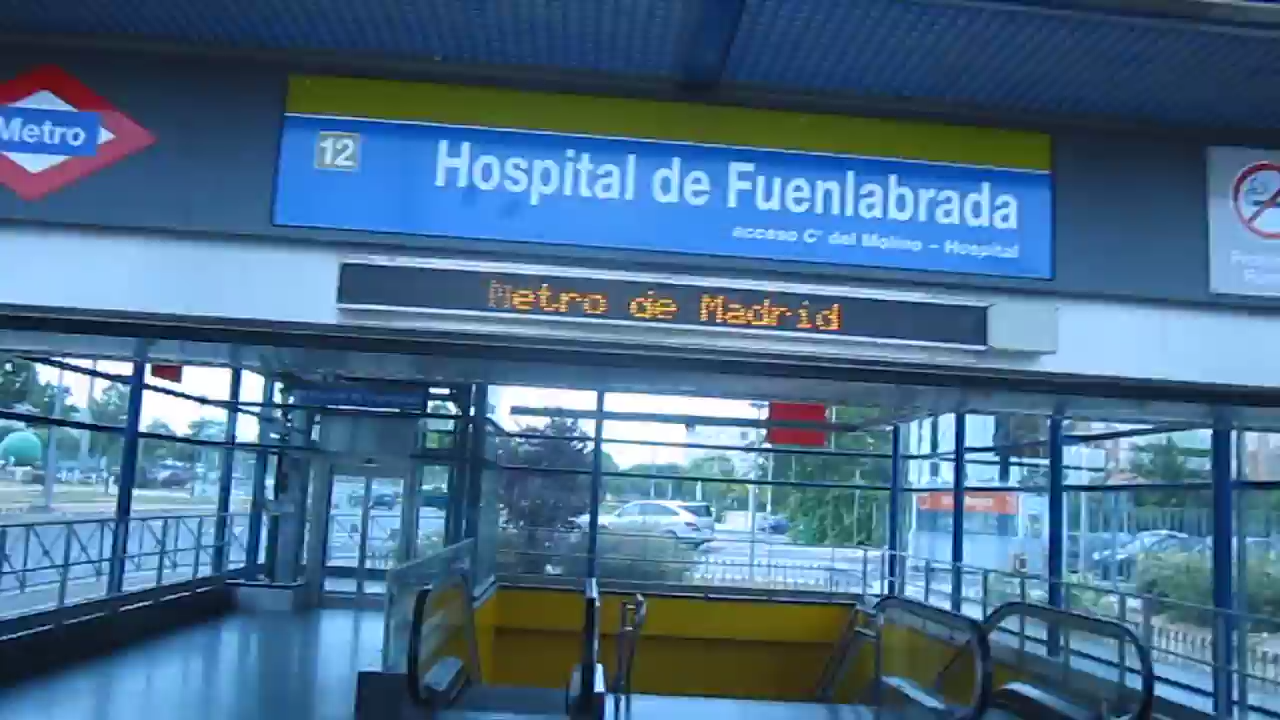 Metro
12
Hospital de Fuenlabrada
acceso C/ del Molino - Hospital
Metro de Madrid